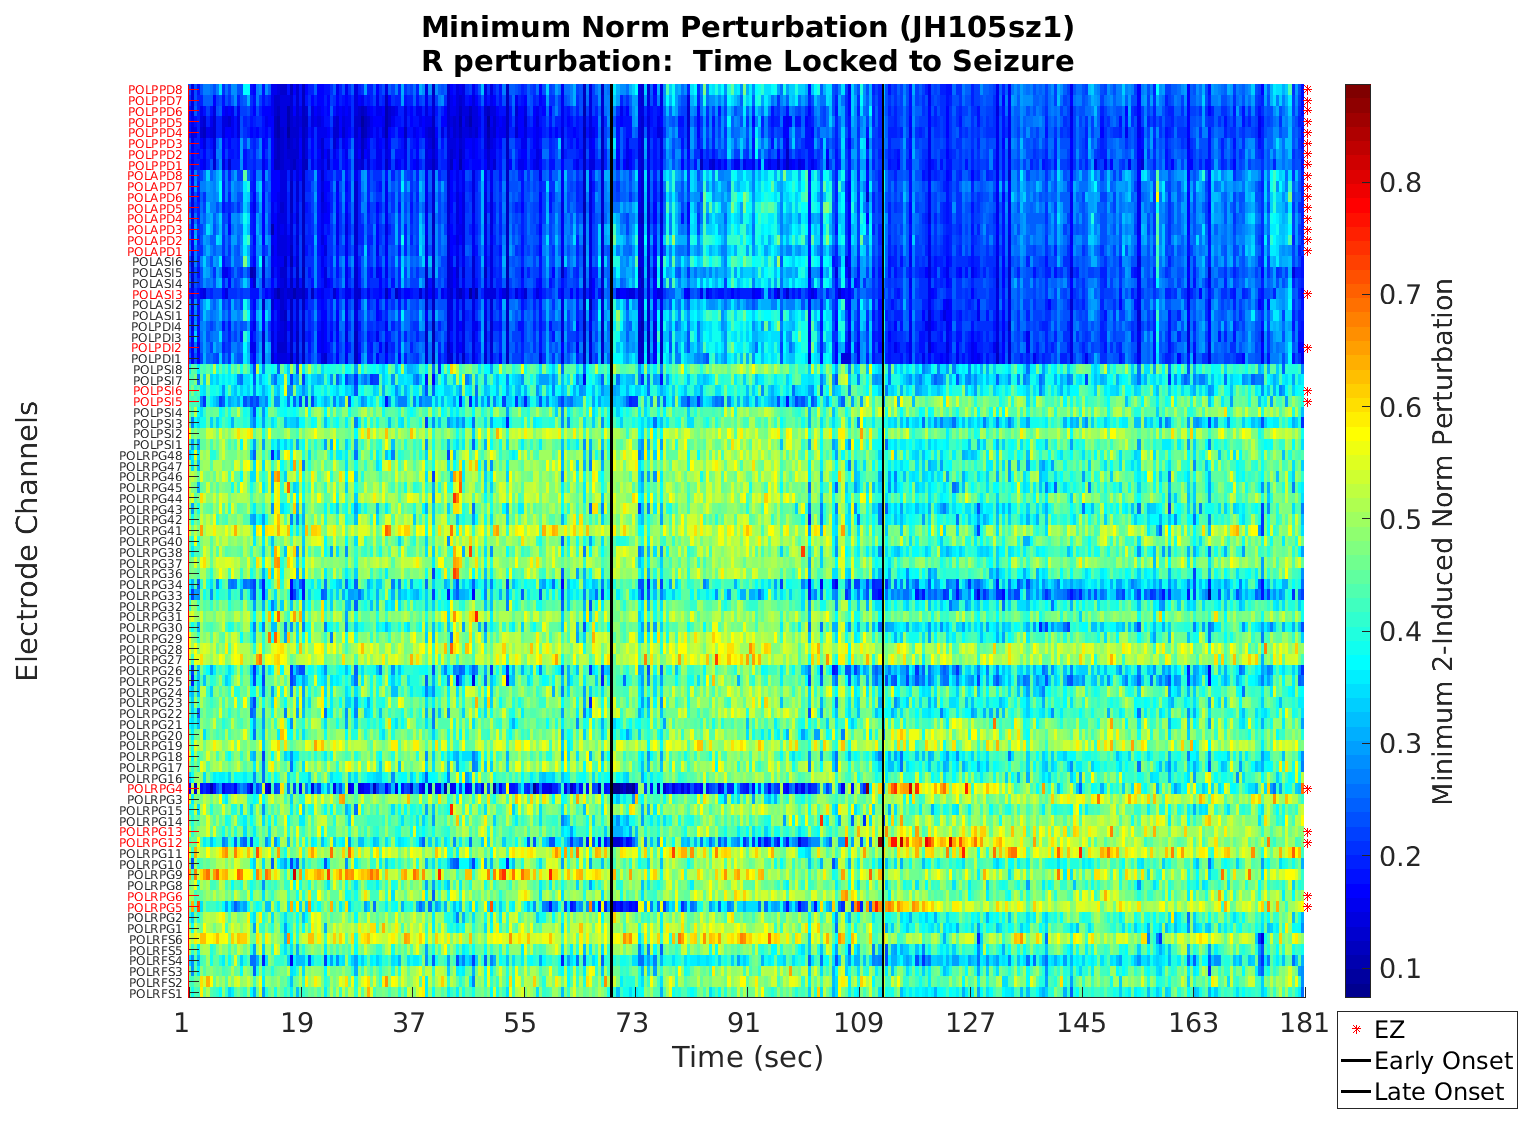 Minimum Norm Perturbation (JH105sz1)
R perturbation:  Time Locked to Seizure
Electrode Channels
POLPPD8
POLPPD7
POLPPD6
POLPPD5
POLPPD4
POLPPD3
POLPPD2
POLPPD1
POLAPD8
POLAPD7
POLAPD6
POLAPD5
POLAPD4
POLAPD3
POLAPD2
POLAPD1
POLASI6
POLASI5
POLASI4
POLASI3
POLASI2
POLASI1
POLPDI4
POLPDI3
POLPDI2
POLPDI1
POLPSI8
POLPSI7
POLPSI6
POLPSI5
POLPSI4
POLPSI3
POLPSI2
POLPSI1
POLRPG48
POLRPG47
POLRPG46
POLRPG45
POLRPG44
POLRPG43
POLRPG42
POLRPG41
POLRPG40
POLRPG38
POLRPG37
POLRPG36
POLRPG34
POLRPG33
POLRPG32
POLRPG31
POLRPG30
POLRPG29
POLRPG28
POLRPG27
POLRPG26
POLRPG25
POLRPG24
POLRPG23
POLRPG22
POLRPG21
POLRPG20
POLRPG19
POLRPG18
POLRPG17
POLRPG16
POLRPG4
POLRPG3
POLRPG15
POLRPG14
POLRPG13
POLRPG12
POLRPG11
POLRPG10
POLRPG9
POLRPG8
POLRPG6
POLRPG5
POLRPG2
POLRPG1
POLRFS6
POLRFS5
POLRFS4
POLRFS3
POLRFS2
POLRFS1
1 19 37 55 73 91 109 127 145 163 181
Time (sec)
0.8
0.7
0.6
0.5
0.4
0.3
0.2
0.1
Minimum 2-Induced Norm Perturbation
EZ
Early Onset
Late Onset